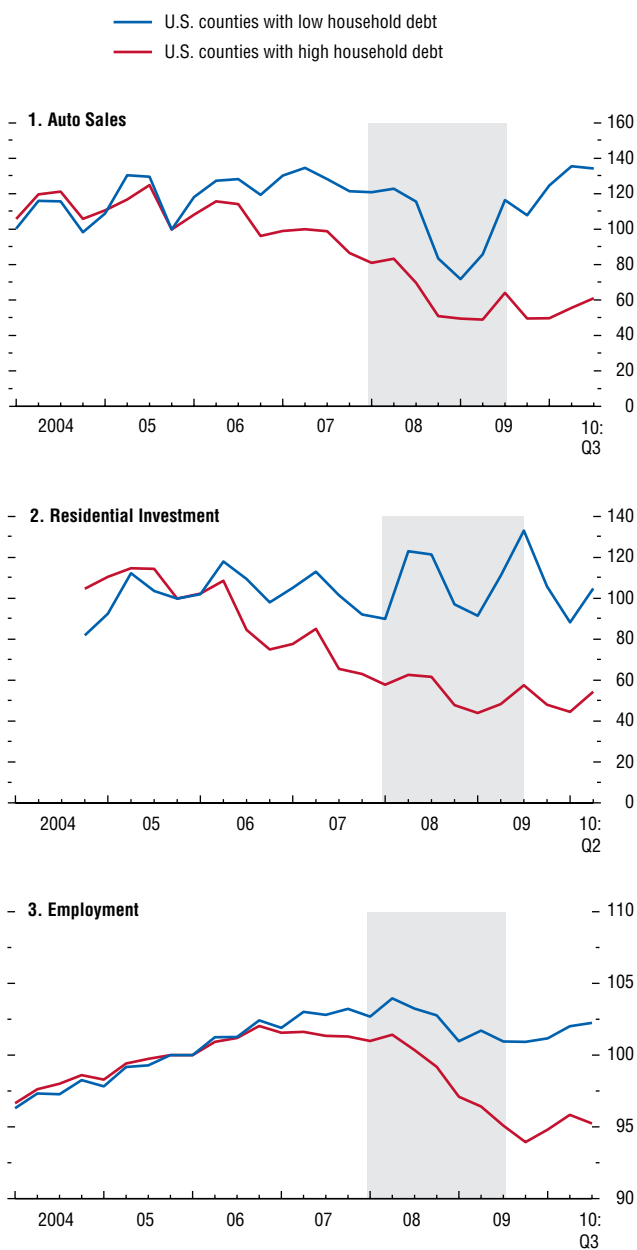 U.S. counties with low household debt
U.S. counties with high household debt
1. Auto Sales
160
140
120
100
80
60
40
20
0
2004 05 06 07 08 09 10:
Q3
2. Residential Investment
140
120
100
80
60
40
20
0
2004 05 06 07 08 09 10:
Q2
3. Employment
110
105
100
95
90
2004 05 06 07 08 09 10:
Q3